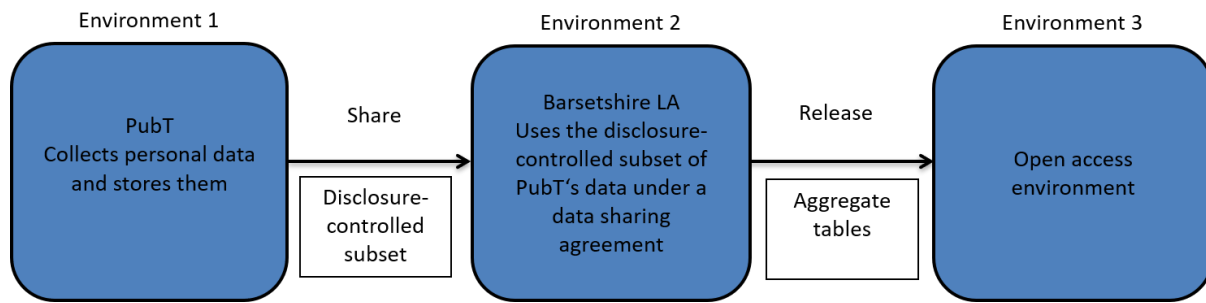 Environment 1
Environment 2
Environment 3
PubT
Collects personal data
and stores them
Share
Disclosure-
controlled
subset
Barsetshire LA
Uses the disclosure-
controlled subset of
PubT‘s data under a
data sharing
agreement
Release
Aggregate
tables
Open access
environment